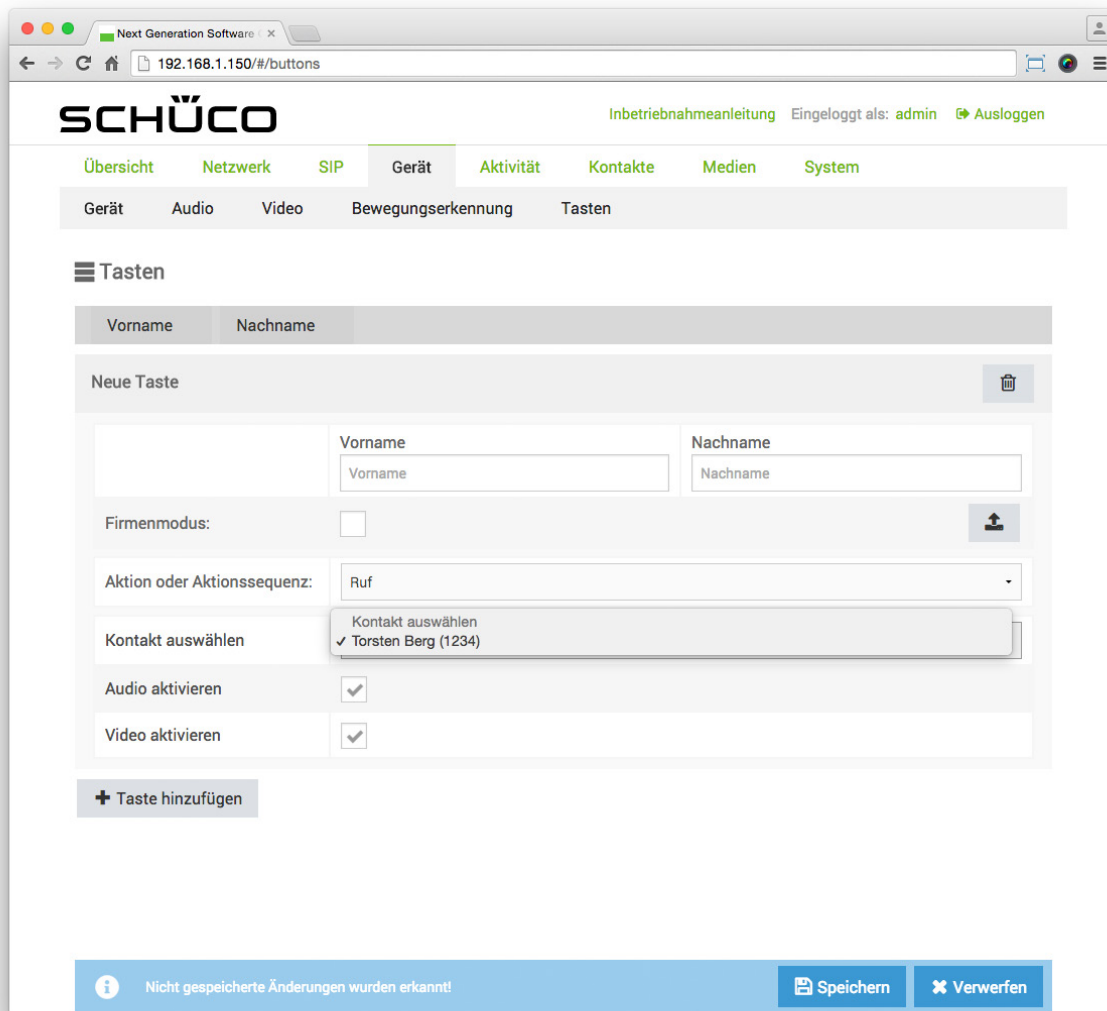 Next Generation Software
192.168.1.150/#/buttons
SCHÜCO
Inbetriebnahmeanleitung Eingeloggt als: admin Ausloggen
Übersicht Netzwerk SIP Gerät Aktivität Kontakte Medien System
Gerät Audio Video Bewegungserkennung Tasten
Tasten
Vorname Nachname
Neue Taste
Vorname Nachname
Vorname Nachname
Firmenmodus:
Aktion oder Aktionssequenz: Ruf
Kontakt auswählen
Kontakt auswählen ✓ Torsten Berg (1234)
Audio aktivieren
Video aktivieren
Taste hinzufügen
Nicht gespeicherte Änderungen wurden erkannt! Speichern Verwerfen